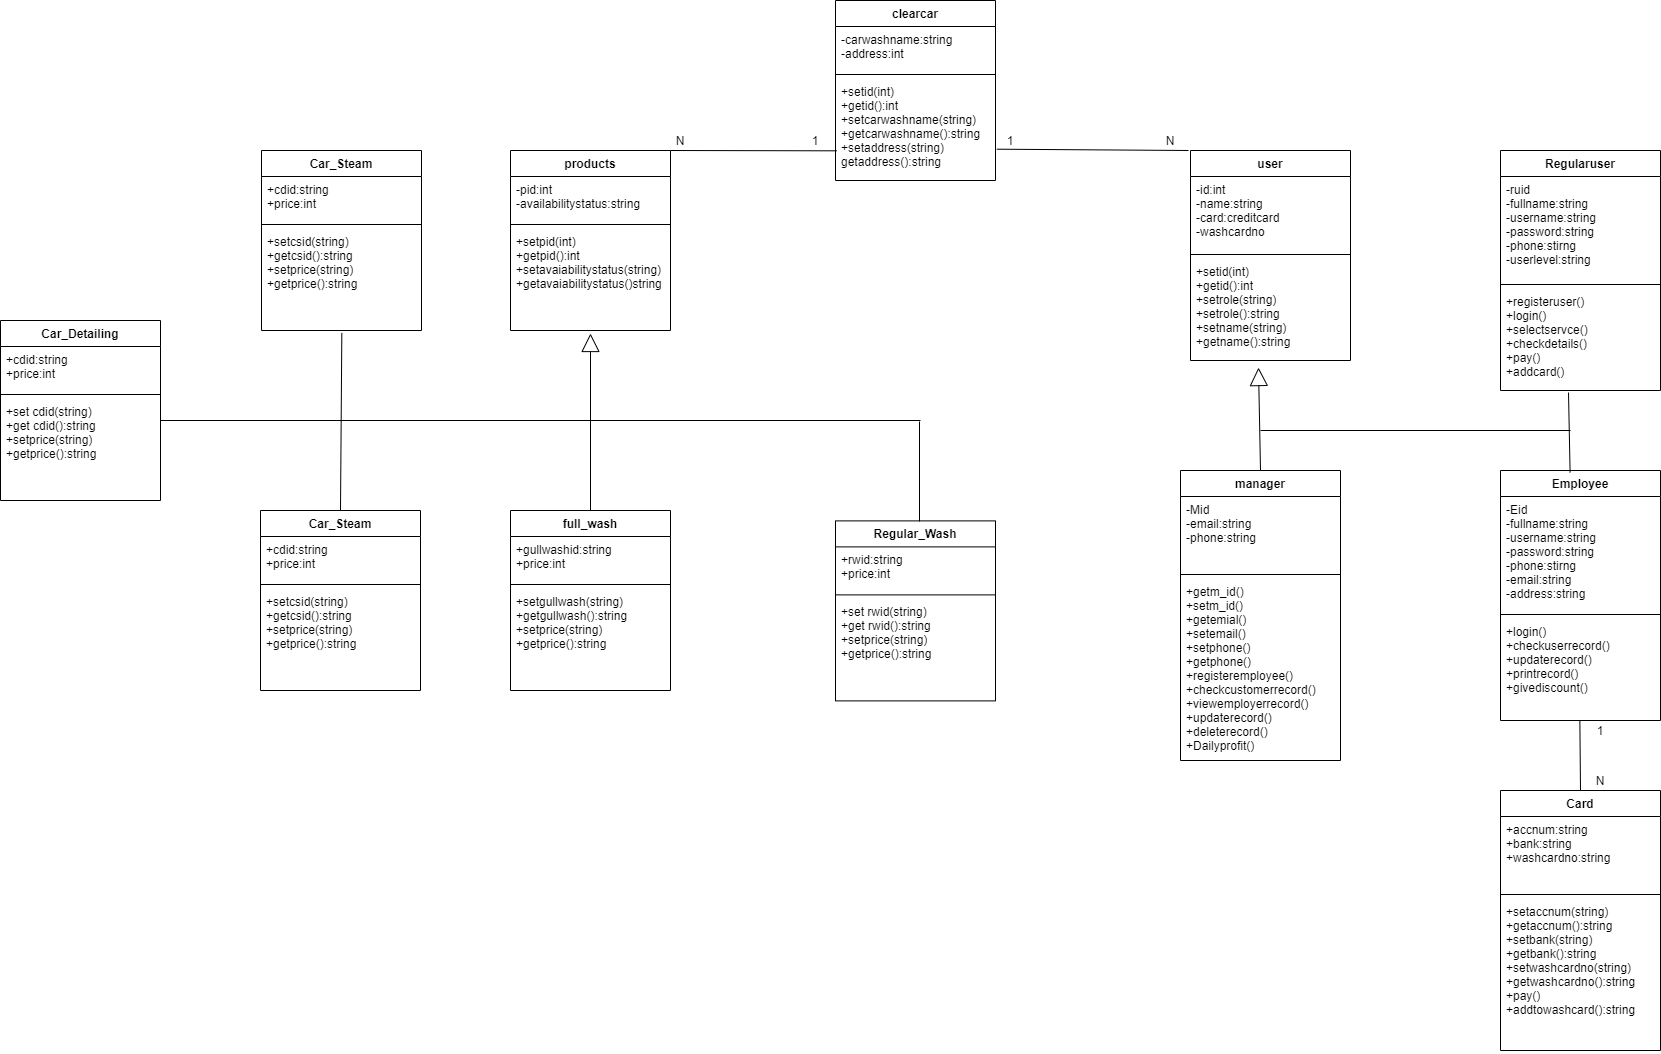 clearcar
-carwashname:string
-address:int
+setid(int)
+getid():int
+setcarwashname(string)
+getcarwashname():string
+setaddress(string)
getaddress():string
N
1
1
N
Car_Steam
+cdid:string
+price:int
+setcsid(string)
+getcsid():string
+setprice(string)
+getprice():string
products
-pid:int
-availabilitystatus:string
+setpid(int)
+getpid():int
+setavaiabilitystatus(string)
+getavaiabilitystatus()string
user
-id:int
-name:string
-card:creditcard
-washcardno
+setid(int)
+getid():int
+setrole(string)
+setrole():string
+setname(string)
+getname():string
Regularuser
-ruid
-fullname:string
-username:string
-password:string
-phone:stirng
-userlevel:string
+registeruser()
+login()
+selectservce()
+checkdetails()
+pay()
+addcard()
Car_Detailing
+cdid:string
+price:int
+set cdid(string)
+get cdid():string
+setprice(string)
+getprice():string
Car_Steam
+cdid:string
+price:int
+setcsid(string)
+getcsid():string
+setprice(string)
+getprice():string
full_wash
+gullwashid:string
+price:int
+setgullwash(string)
+getgullwash():string
+setprice(string)
+getprice():string
Regular_Wash
+rwid:string
+price:int
+set rwid(string)
+get rwid():string
+setprice(string)
+getprice():string
manager
-Mid
-email:string
-phone:string
+getm_id()
+setm_id()
+getemial()
+setemail()
+setphone()
+getphone()
+registeremployee()
+checkcustomerrecord()
+viewemployerrecord()
+updaterecord()
+deleterecord()
+Dailyprofit()
Employee
-Eid
-fullname:string
-username:string
-password:string
-phone:stirng
-email:string
-address:string
+login()
+checkuserrecord()
+updaterecord()
+printrecord()
+givediscount()
1
N
Card
+accnum:string
+bank:string
+washcardno:string
+setaccnum(string)
+getaccnum():string
+setbank(string)
+getbank():string
+setwashcardno(string)
+getwashcardno():string
+pay()
+addtowashcard():string